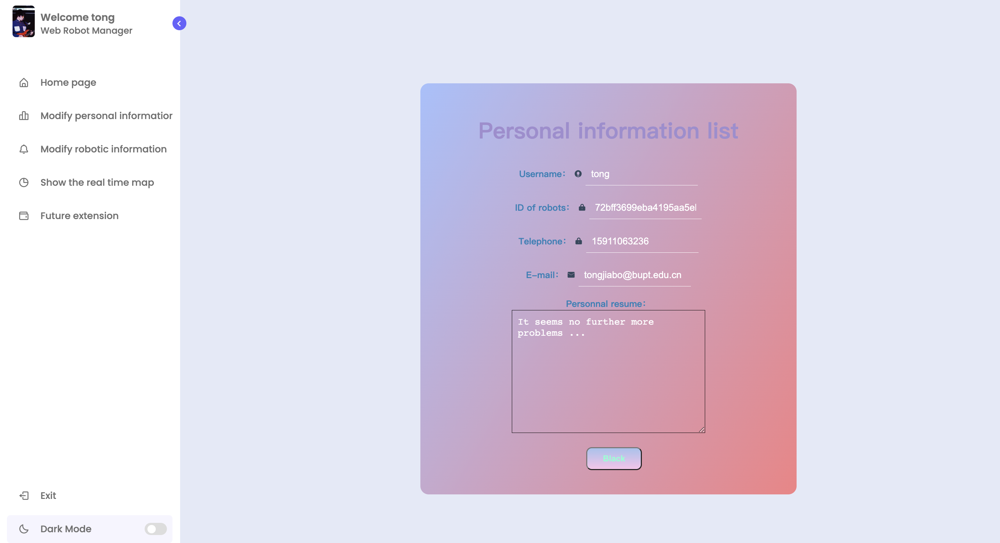 Welcome tong
Web Robot Manager
Home page
Modify personal informatior
Modify robotic information
Show the real time map
Future extension
Exit
Dark Mode
Personal information list
Username： tong
ID of robots： 72bff3699eba4195aa5el
Telephone： 15911063236
E-mail： tongjiabo@bupt.edu.cn
Personnal resume：
It seems no further more
problems ...
Black